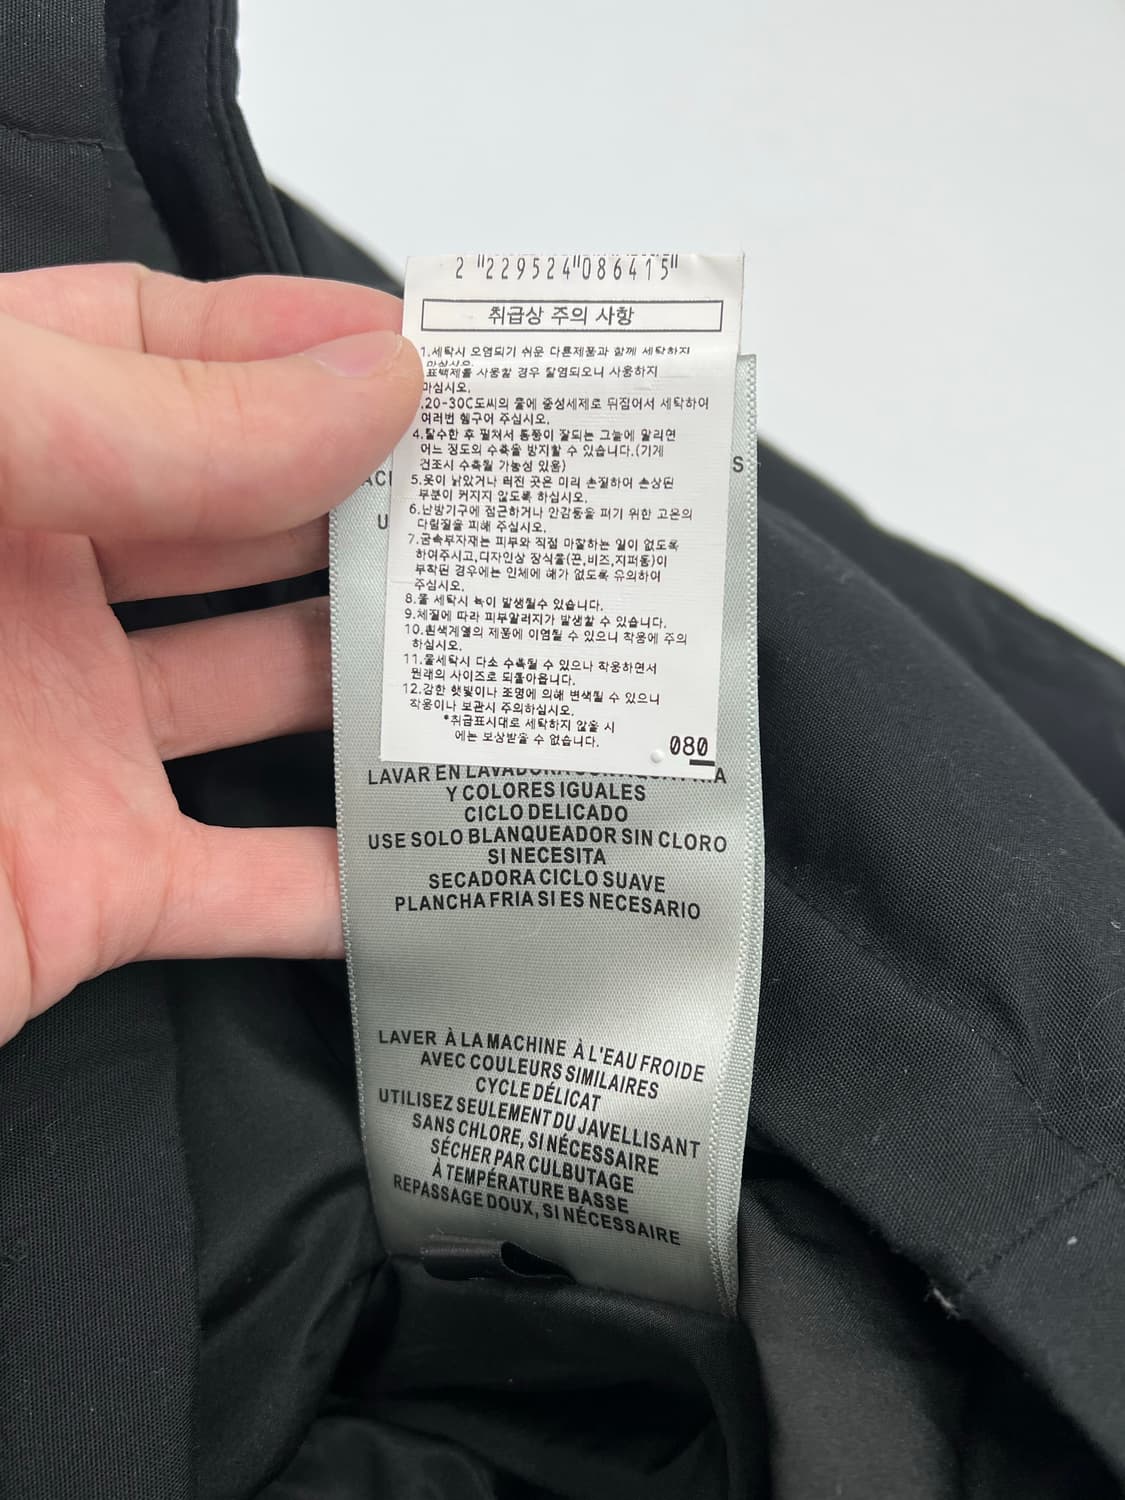 2 "229524"086415"
취급상 주의 사항
1.세탁시 오염되기 쉬운 다른제품과 함께 세탁하지
마십시오.
표백제를 사용할 경우 탈염되오니 사용하지
마십시오.
.20-30C도씨의 물에 중성세제로 뒤집어서 세탁하여
여러번 헹구어 주십시오.
4.탈수한 후 펼쳐서 통풍이 잘되는 그늘에 말리면
어느 정도의 수축을 방지할 수 있습니다.(기계
건조시 수축될 가능성 있음)
5.옷이 낡았거나 터진 곳은 미리 손질하여 손상된
부분이 커지지 않도록 하십시오.
6.난방기구에 접근하거나 안감등을 펴기 위한 고온의
다림질을 피해 주십시오.
7.금속부자재는 피부와 직접 마찰하는 일이 없도록
하여주시고,디자인상 장식물(끈,비즈,지퍼등)이
부착된 경우에는 인체에 해가 없도록 유의하여
주십시오.
8.물 세탁시 녹이 발생될수 있습니다.
9.체질에 따라 피부알러지가 발생할 수 있습니다.
10.흰색계열의 제품에 이염될 수 있으니 착용에 주의
하십시오.
11.물세탁시 다소 수축될 수 있으나 착용하면서
원래의 사이즈로 되돌아옵니다.
12.강한 햇빛이나 조명에 의해 변색될 수 있으니
착용이나 보관시 주의하십시오.
*취급표시대로 세탁하지 않을 시
에는 보상받을 수 없습니다.
080
LAVAR EN LAVADORA
Y COLORES IGUALES
CICLO DELICADO
USE SOLO BLANQUEADOR SIN CLORO
SI NECESITA
SECADORA CICLO SUAVE
PLANCHA FRIA SI ES NECESARIO
LAVER À LA MACHINE À L'EAU FROIDE
AVEC COULEURS SIMILAIRES
CYCLE DÉLICAT
UTILISEZ SEULEMENT DU JAVELLISANT
SANS CHLORE, SI NÉCESSAIRE
SÉCHER PAR CULBUTAGE
À TEMPÉRATURE BASSE
REPASSAGE DOUX, SI NÉCESSAIRE